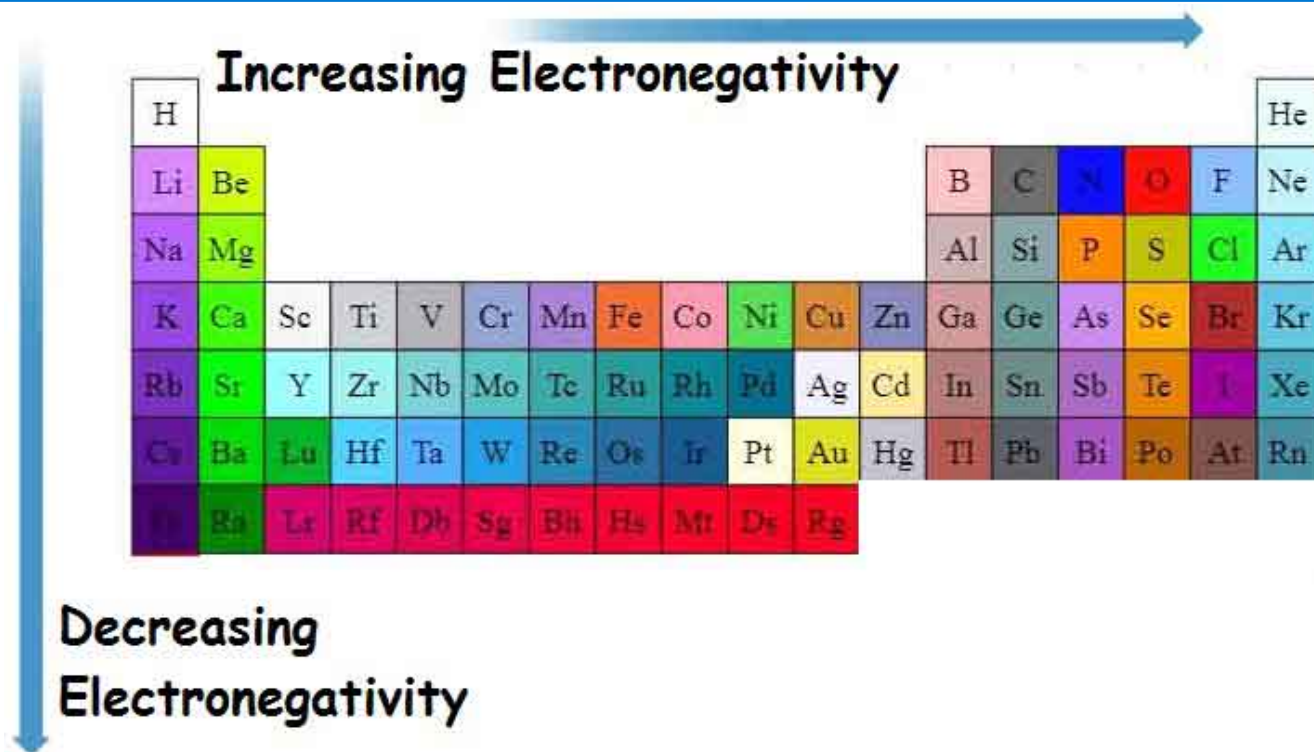 Increasing Electronegativity
H He
Li Be B C N O F Ne
Na Mg Al Si P S Cl Ar
K Ca Sc Ti V Cr Mn Fe Co Ni Cu Zn Ga Ge As Se Br Kr
Rb Sr Y Zr Nb Mo Tc Ru Rh Pd Ag Cd In Sn Sb Te I Xe
Cs Ba Lu Hf Ta W Re Os Ir Pt Au Hg Tl Pb Bi Po At Rn
Ra Lr Rf Db Sg Bh Hs Mt Ds Rg
Decreasing
Electronegativity